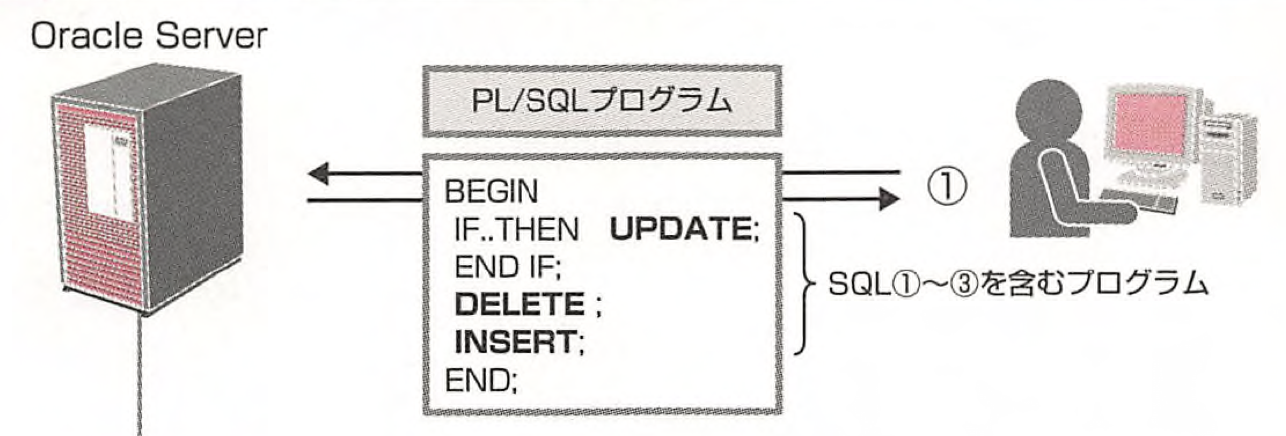 Oracle Server
PL/SQLプログラム
BEGIN
IF..THEN UPDATE;
END IF;
DELETE ;
INSERT;
END;
①
SQL①～③を含むプログラム